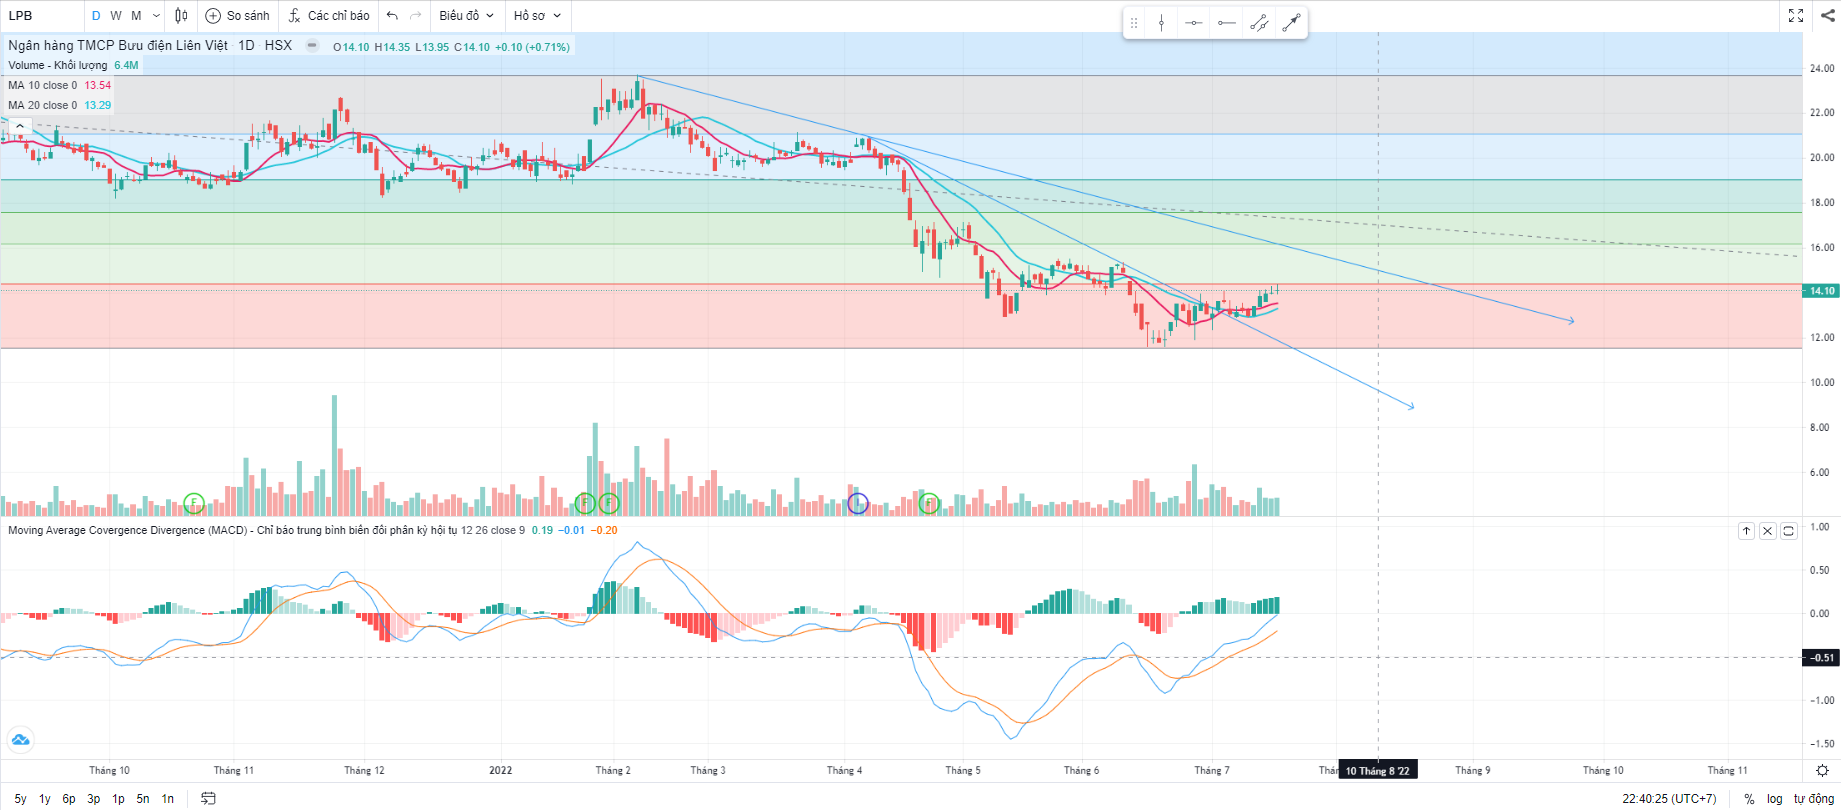 LPB D W M So sánh Các chỉ báo Biểu đồ Hồ sơ
Ngân hàng TMCP Bưu điện Liên Việt 1D HSX O14.10 H14.35 L13.95 C14.10 +0.10 (+0.71%)
Volume - Khối lượng 6.4M
MA 10 close 0 13.54
MA 20 close 0 13.29
24.00
22.00
20.00
18.00
16.00
14.10
12.00
10.00
8.00
6.00
F F F F
Moving Average Covergence Divergence (MACD) - Chỉ báo trung bình biến đổi phân kỳ hội tụ 12 26 close 9 0.19 −0.01 −0.20
1.00
0.50
0.00
−0.51
−1.00
−1.50
Tháng 10 Tháng 11 Tháng 12 2022 Tháng 2 Tháng 3 Tháng 4 Tháng 5 Tháng 6 Tháng 7 10 Tháng 8 '22 Tháng 9 Tháng 10 Tháng 11
5y 1y 6p 3p 1p 5n 1n 22:40:25 (UTC+7) % log tự động